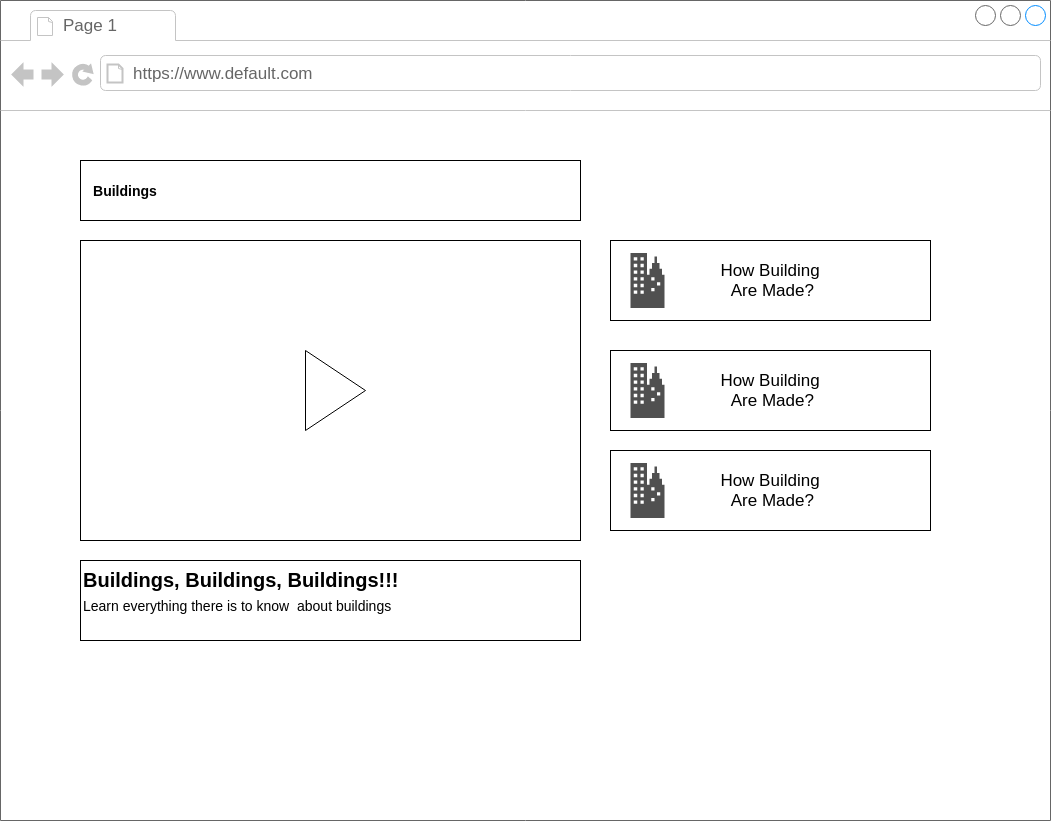 Page 1
https://www.default.com
Buildings
How Building
Are Made?
How Building
Are Made?
How Building
Are Made?
Buildings, Buildings, Buildings!!!
Learn everything there is to know  about buildings